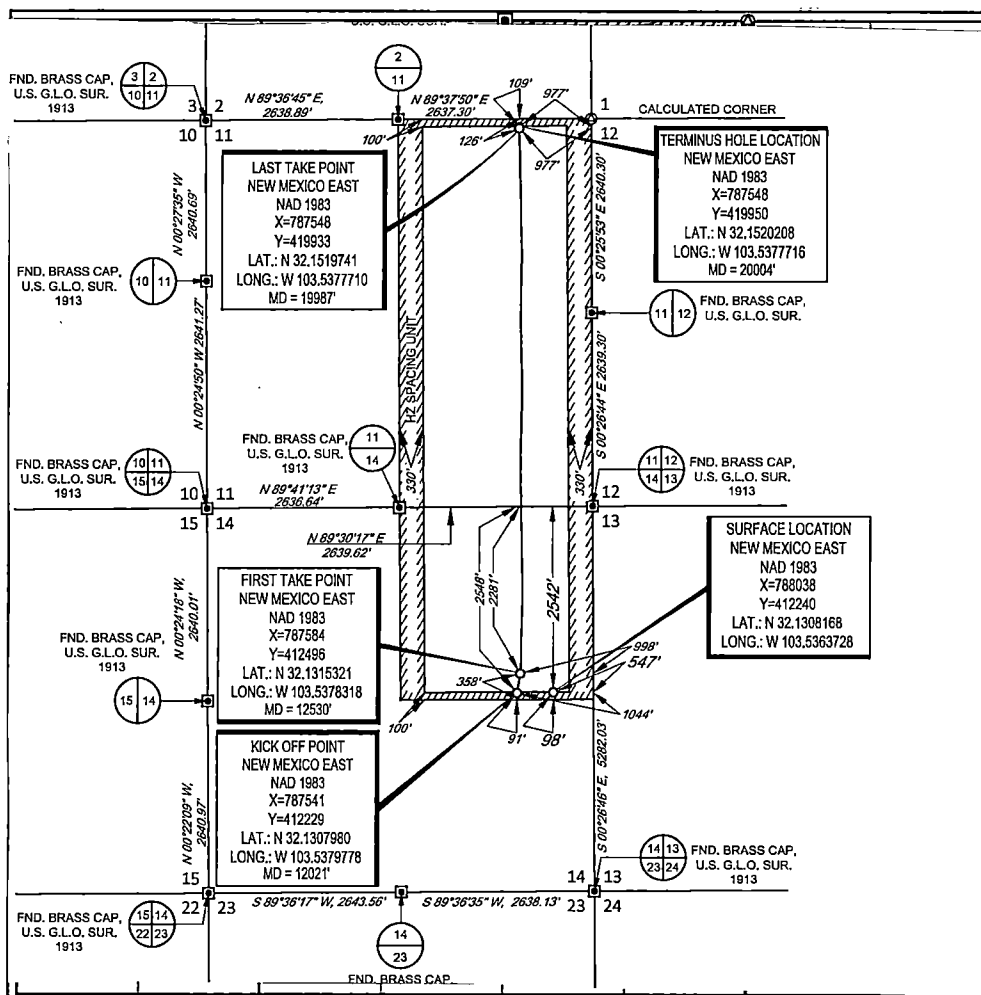 U.S. G.L.O. SUR.
FND. BRASS CAP,
U.S. G.L.O. SUR.
1913
3 2
10 11
3 2
10 11
N 89°36'45" E,
2638.89'
2
11
N 89°37'50" E
2637.30'
109'
977'
1
12
CALCULATED CORNER
100'
126'
977'
LAST TAKE POINT
NEW MEXICO EAST
NAD 1983
X=787548
Y=419933
LAT.: N 32.1519741
LONG.: W 103.5377710
MD = 19987'
TERMINUS HOLE LOCATION
NEW MEXICO EAST
NAD 1983
X=787548
Y=419950
LAT.: N 32.1520208
LONG.: W 103.5377716
MD = 20004'
N 00°27'35" W
2640.69'
S 00°25'53" E 2640.30'
FND. BRASS CAP,
U.S. G.L.O. SUR.
1913
10 11
11 12
FND. BRASS CAP,
U.S. G.L.O. SUR.
N 00°24'50" W 2641.27'
HZ SPACING UNIT
S 00°26'44" E 2639.30'
FND. BRASS CAP,
U.S. G.L.O. SUR.
1913
10 11
15 14
10 11
15 14
N 89°41'13" E
2636.64'
FND. BRASS CAP,
U.S. G.L.O. SUR.
1913
11
14
330'
330'
11 12
14 13
FND. BRASS CAP,
U.S. G.L.O. SUR.
1913
12
13
N 89°30'17" E
2639.62'
2548'
2281'
2542'
SURFACE LOCATION
NEW MEXICO EAST
NAD 1983
X=788038
Y=412240
LAT.: N 32.1308168
LONG.: W 103.5363728
FIRST TAKE POINT
NEW MEXICO EAST
NAD 1983
X=787584
Y=412496
LAT.: N 32.1315321
LONG.: W 103.5378318
MD = 12530'
N 00°24'18" W,
2640.01'
FND. BRASS CAP,
U.S. G.L.O. SUR.
1913
15 14
358'
998'
547'
1044'
100'
91'
98'
KICK OFF POINT
NEW MEXICO EAST
NAD 1983
X=787541
Y=412229
LAT.: N 32.1307980
LONG.: W 103.5379778
MD = 12021'
N 00°22'09" W,
2640.97'
S 00°26'46" E, 5282.03'
14 13
23 24
FND. BRASS CAP,
U.S. G.L.O. SUR.
1913
15
22 23
14 13
23 24
S 89°36'17" W, 2643.56'
S 89°36'35" W, 2638.13'
FND. BRASS CAP,
U.S. G.L.O. SUR.
1913
15 14
22 23
14
23
FND. BRASS CAP